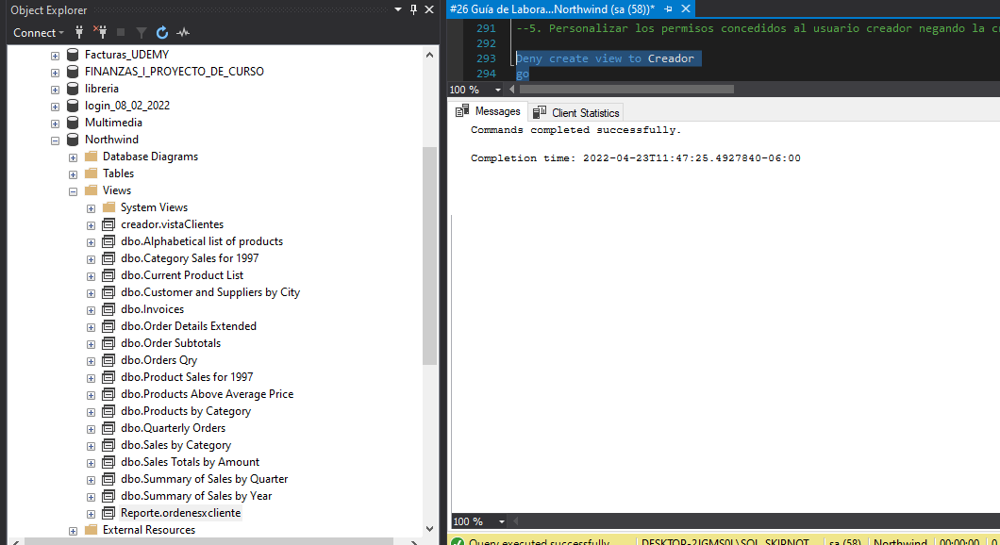 Object Explorer
Connect
Facturas_UDEMY
FINANZAS_I_PROYECTO_DE_CURSO
libreria
login_08_02_2022
Multimedia
Northwind
Database Diagrams
Tables
Views
System Views
creador.vistaClientes
dbo.Alphabetical list of products
dbo.Category Sales for 1997
dbo.Current Product List
dbo.Customer and Suppliers by City
dbo.Invoices
dbo.Order Details Extended
dbo.Order Subtotals
dbo.Orders Qry
dbo.Product Sales for 1997
dbo.Products Above Average Price
dbo.Products by Category
dbo.Quarterly Orders
dbo.Sales by Category
dbo.Sales Totals by Amount
dbo.Summary of Sales by Quarter
dbo.Summary of Sales by Year
Reporte.ordenesxcliente
External Resources
#26 Guía de Labora...Northwind (sa (58))*
291 --5. Personalizar los permisos concedidos al usuario creador negando la
292
293 Deny create view to Creador
294 go
100 %
Messages Client Statistics
Commands completed successfully.
Completion time: 2022-04-23T11:47:25.4927840-06:00
100 %
Query executed successfully. sa (58) Northwind 00:00:00 0